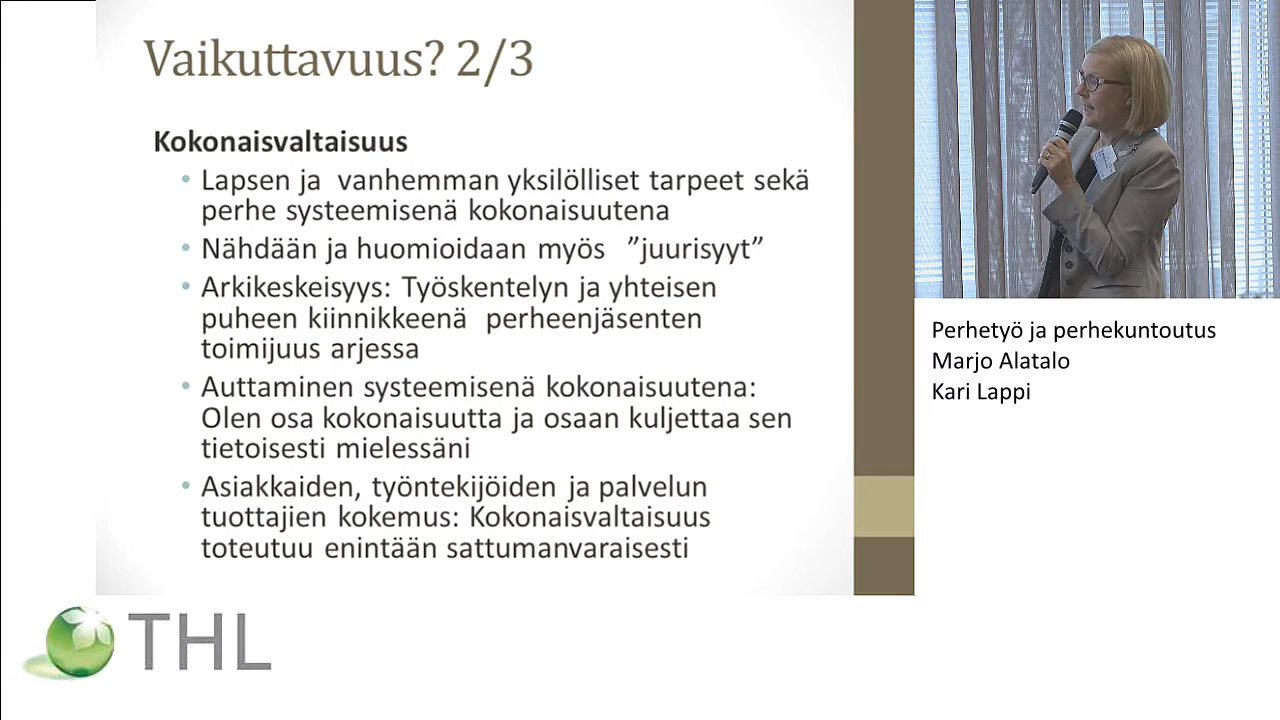 Vaikuttavuus? 2/3
Kokonaisvaltaisuus
• Lapsen ja vanhemman yksilölliset tarpeet sekä
perhe systeemisenä kokonaisuutena
• Nähdään ja huomioidaan myös ”juurisyyt”
• Arkikeskeisyys: Työskentelyn ja yhteisen
puheen kiinnikkeenä perheenjäsenten
toimijuus arjessa
• Auttaminen systeemisenä kokonaisuutena:
Olen osa kokonaisuutta ja osaan kuljettaa sen
tietoisesti mielessäni
• Asiakkaiden, työntekijöiden ja palvelun
tuottajien kokemus: Kokonaisvaltaisuus
toteutuu enintään sattumanvaraisesti
Perhetyö ja perhekuntoutus
Marjo Alatalo
Kari Lappi
THL